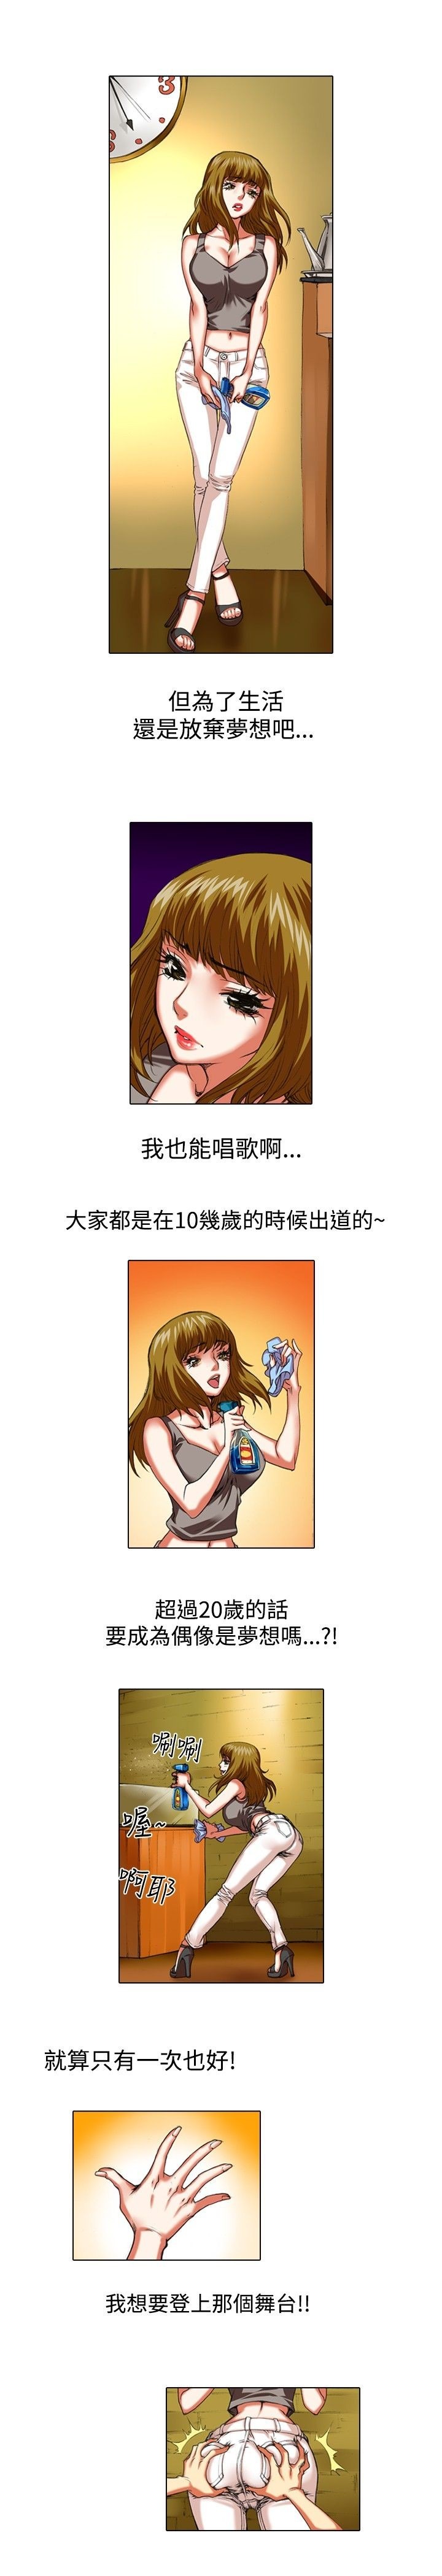 3
但為了生活
還是放棄夢想吧...
我也能唱歌啊...
大家都是在10幾歲的時候出道的~
超過20歲的話
要成為偶像是夢想嗎...?!
唰唰
喔~
啊耶
就算只有一次也好!
我想要登上那個舞台!!